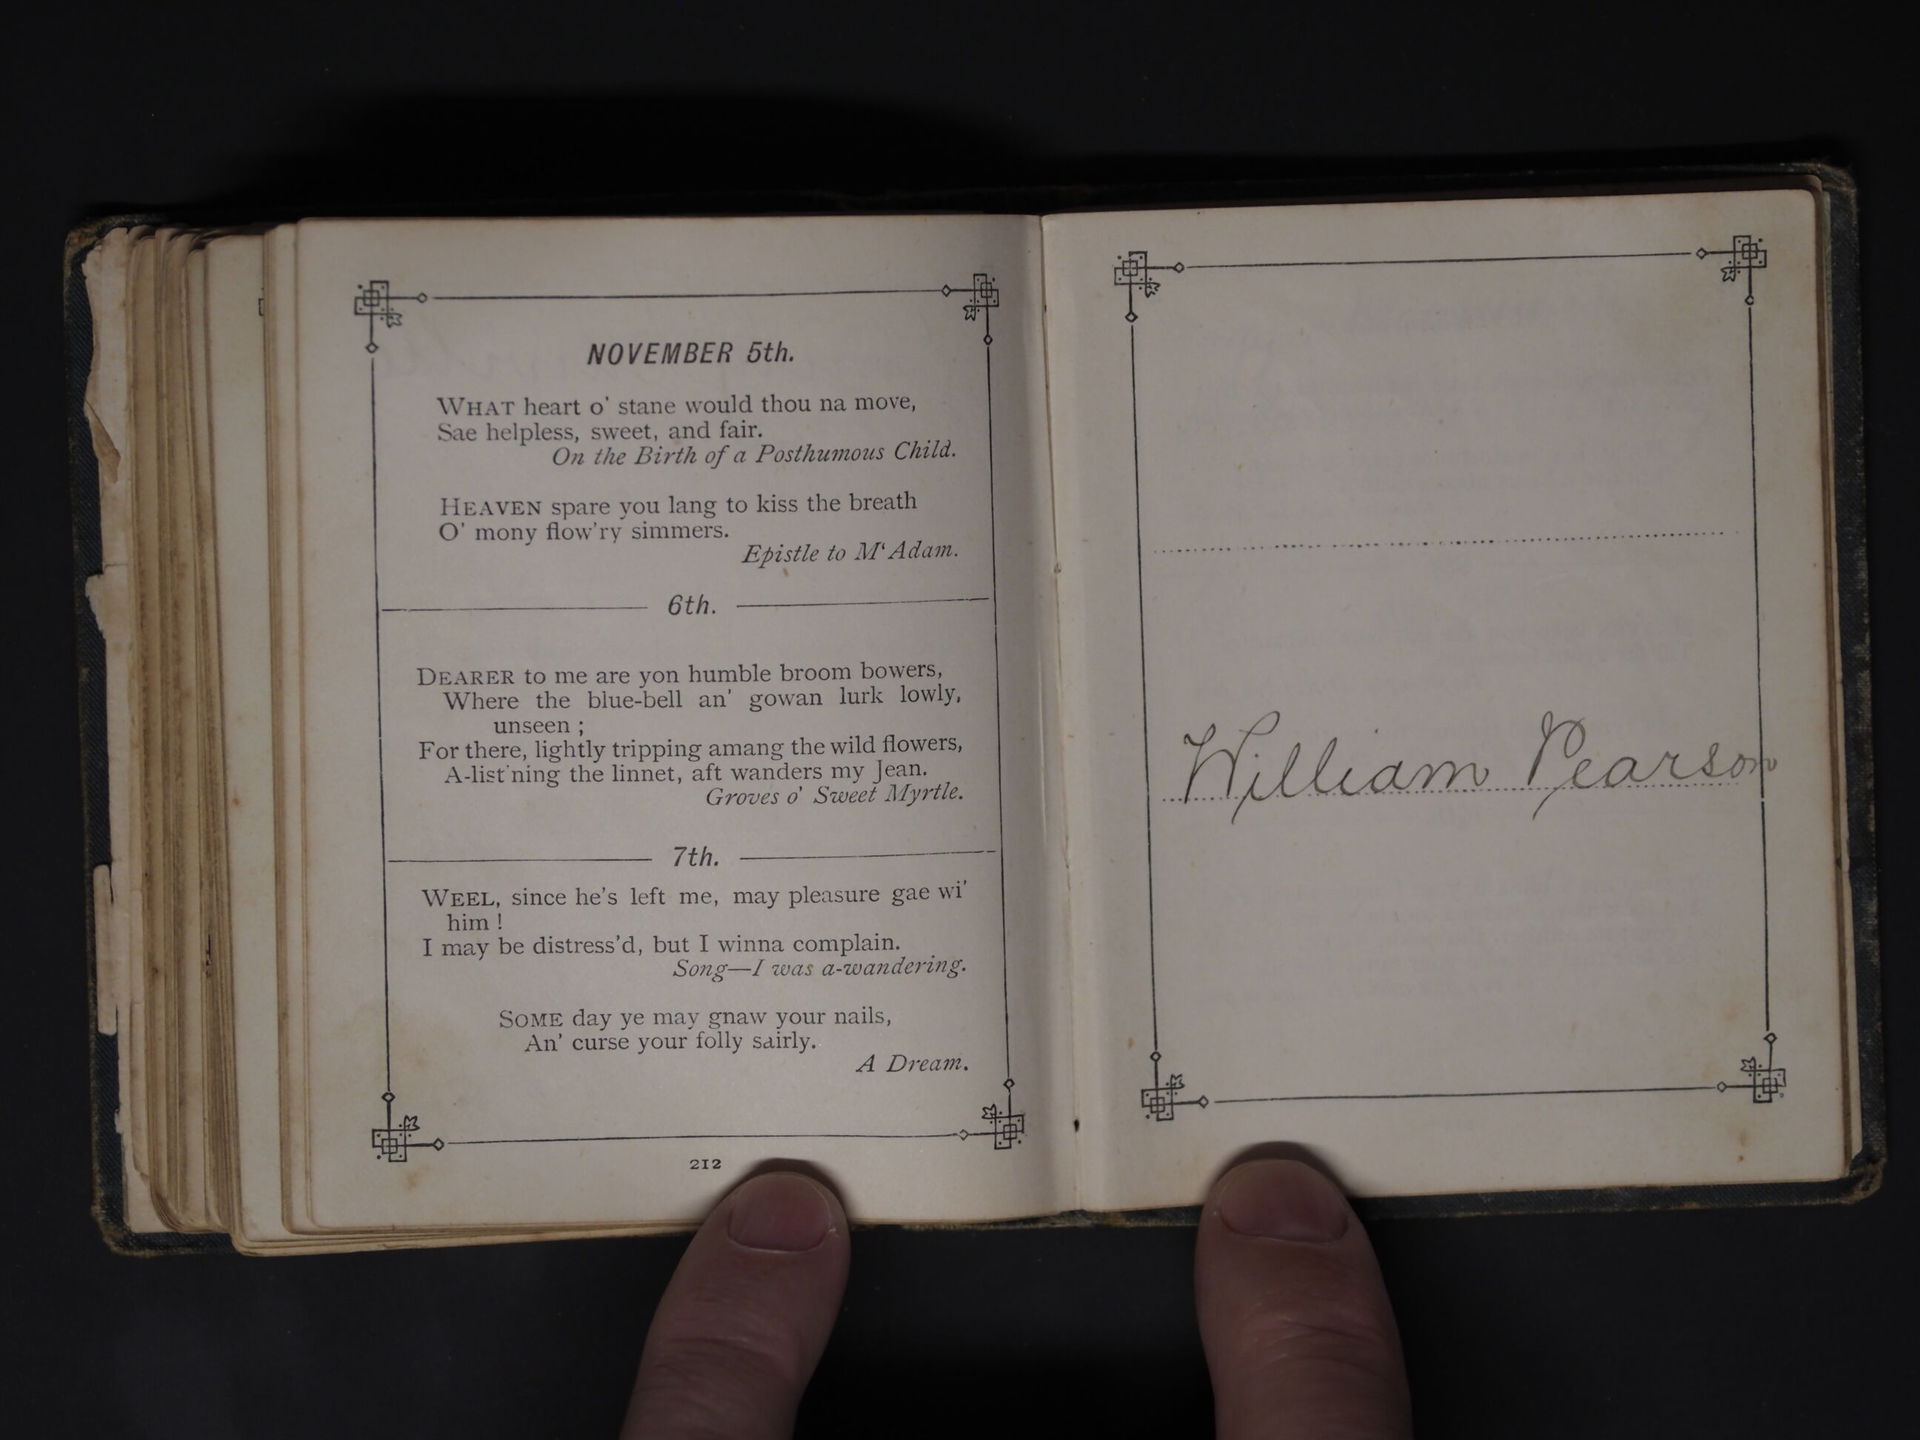 NOVEMBER 5th.
WHAT heart o' stane would thou na move,
Sae helpless, sweet, and fair.
On the Birth of a Posthumous Child.
HEAVEN spare you lang to kiss the breath
O' mony flow'ry simmers.
Epistle to M'Adam.
6th.
DEARER to me are yon humble broom bowers,
Where the blue-bell an' gowan lurk lowly,
unseen ;
For there, lightly tripping amang the wild flowers,
A-list'ning the linnet, aft wanders my Jean.
Groves o' Sweet Myrtle.
7th.
WEEL, since he's left me, may pleasure gae wi'
him !
I may be distress'd, but I winna complain.
Song—I was a-wandering.
SOME day ye may gnaw your nails,
An' curse your folly sairly.
A Dream.
212
William Pearson